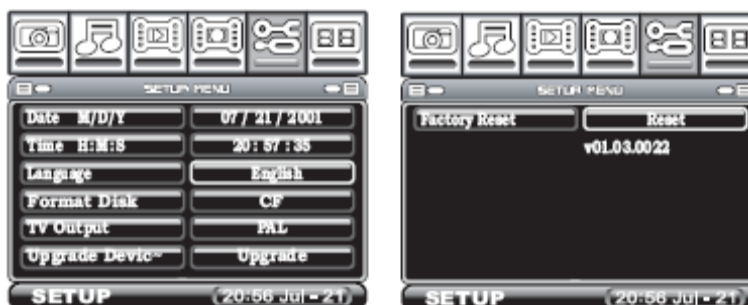 SETUP MENU
Date M/D/Y 07 / 21 / 2001
Time H:M:S 20 : 57 : 35
Language English
Format Disk CF
TV Output PAL
Upgrade Devic~ Upgrade
SETUP 20:56 Jul - 21
SETUP MENU
Factory Reset Reset
v01.03.0022
SETUP 20:56 Jul - 21